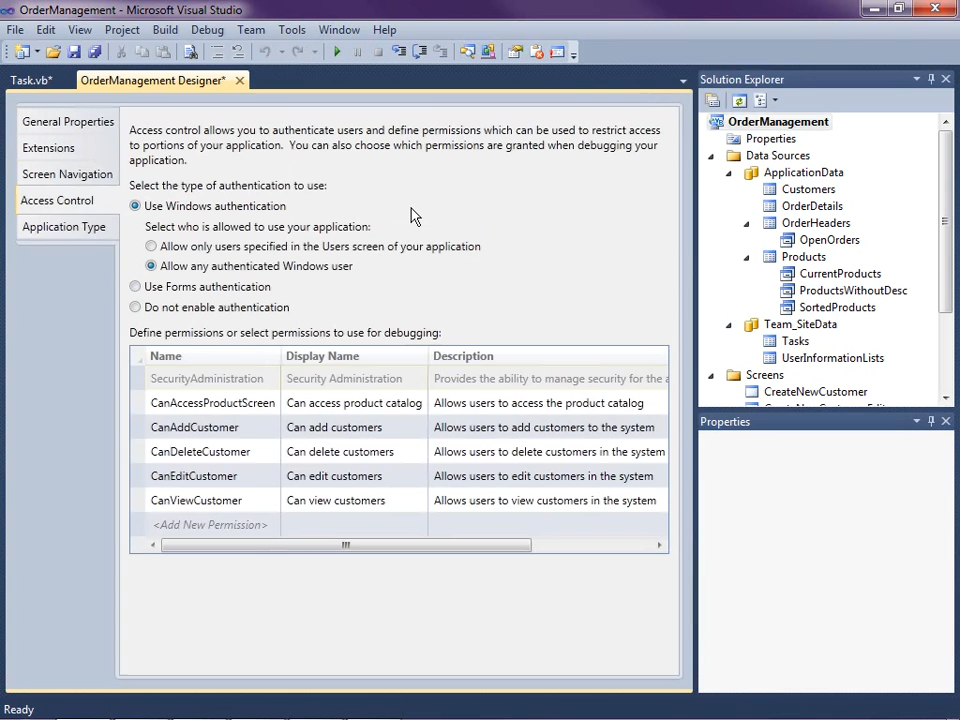 OrderManagement - Microsoft Visual Studio
File Edit View Project Build Debug Team Tools Window Help
Task.vb* OrderManagement Designer*
General Properties
Extensions
Screen Navigation
Access Control
Application Type
Access control allows you to authenticate users and define permissions which can be used to restrict access
to portions of your application. You can also choose which permissions are granted when debugging your
application.
Select the type of authentication to use:
Use Windows authentication
Select who is allowed to use your application:
Allow only users specified in the Users screen of your application
Allow any authenticated Windows user
Use Forms authentication
Do not enable authentication
Define permissions or select permissions to use for debugging:
Name Display Name Description
SecurityAdministration Security Administration Provides the ability to manage security for the a
CanAccessProductScreen Can access product catalog Allows users to access the product catalog
CanAddCustomer Can add customers Allows users to add customers to the system
CanDeleteCustomer Can delete customers Allows users to delete customers in the system
CanEditCustomer Can edit customers Allows users to edit customers in the system
CanViewCustomer Can view customers Allows users to view customers in the system
<Add New Permission>
Solution Explorer
OrderManagement
Properties
Data Sources
ApplicationData
Customers
OrderDetails
OrderHeaders
OpenOrders
Products
CurrentProducts
ProductsWithoutDesc
SortedProducts
Team_SiteData
Tasks
UserInformationLists
Screens
CreateNewCustomer
Properties
Ready